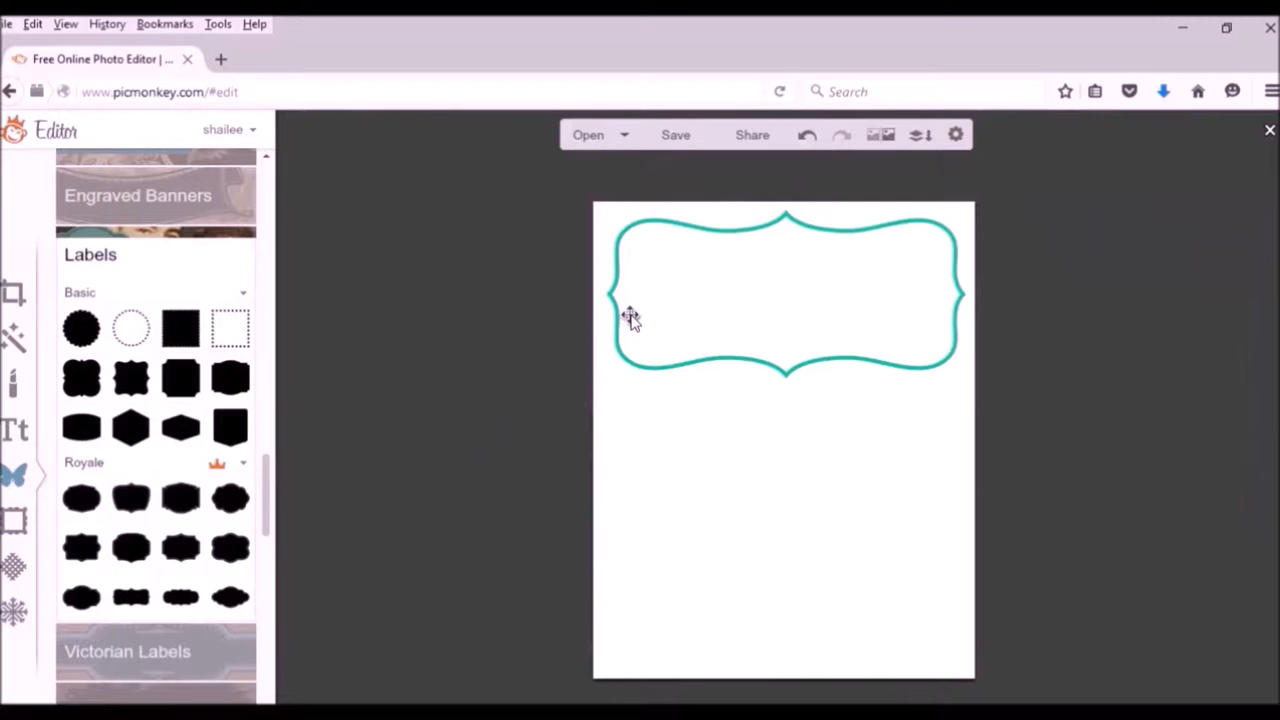 ile Edit View History Bookmarks Tools Help
Free Online Photo Editor | ...
www.picmonkey.com/#edit
Search
Editor
shailee
Open Save Share
Engraved Banners
Labels
Basic
Tt
Royale
Victorian Labels